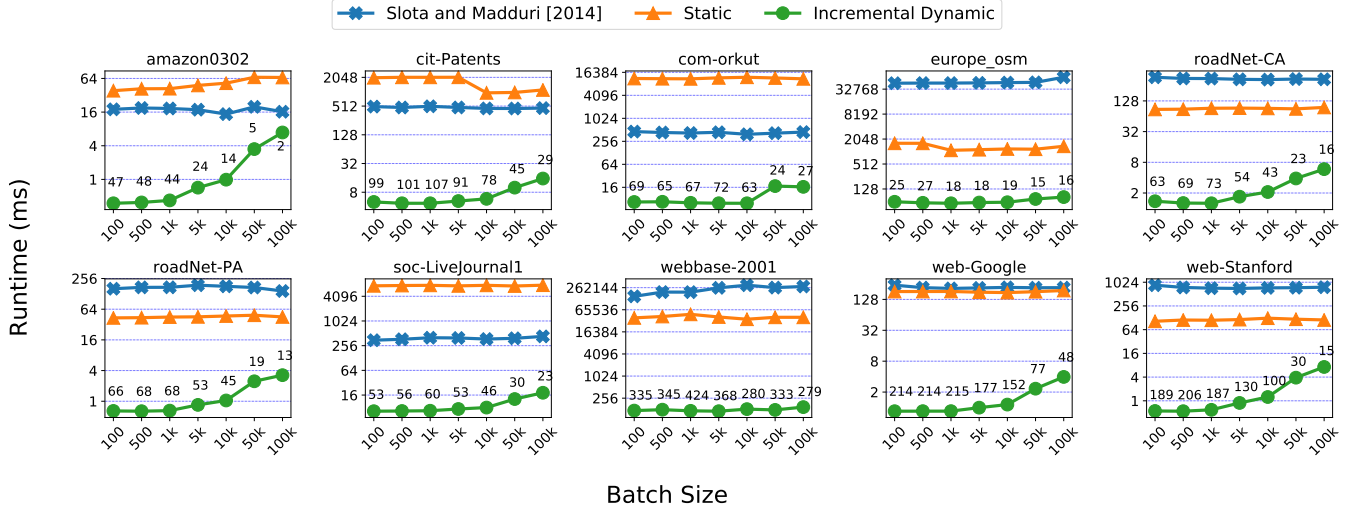 Slota and Madduri [2014] Static Incremental Dynamic
amazon0302 cit-Patents com-orkut europe_osm roadNet-CA
64
16
4
1
47 48 44 24 14 5 2
100 500 1k 5k 10k 50k 100k
2048
512
128
32
8
99 101 107 91 78 45 29
100 500 1k 5k 10k 50k 100k
16384
4096
1024
256
64
16
69 65 67 72 63 24 27
100 500 1k 5k 10k 50k 100k
32768
8192
2048
512
128
25 27 18 18 19 15 16
100 500 1k 5k 10k 50k 100k
128
32
8
2
63 69 73 54 43 23 16
100 500 1k 5k 10k 50k 100k
Runtime (ms)
roadNet-PA soc-LiveJournal1 webbase-2001 web-Google web-Stanford
256
64
16
4
1
66 68 68 53 45 19 13
100 500 1k 5k 10k 50k 100k
4096
1024
256
64
16
53 56 60 53 46 30 23
100 500 1k 5k 10k 50k 100k
262144
65536
16384
4096
1024
256
335 345 424 368 280 333 279
100 500 1k 5k 10k 50k 100k
128
32
8
2
214 214 215 177 152 77 48
100 500 1k 5k 10k 50k 100k
1024
256
64
16
4
1
189 206 187 130 100 30 15
100 500 1k 5k 10k 50k 100k
Batch Size